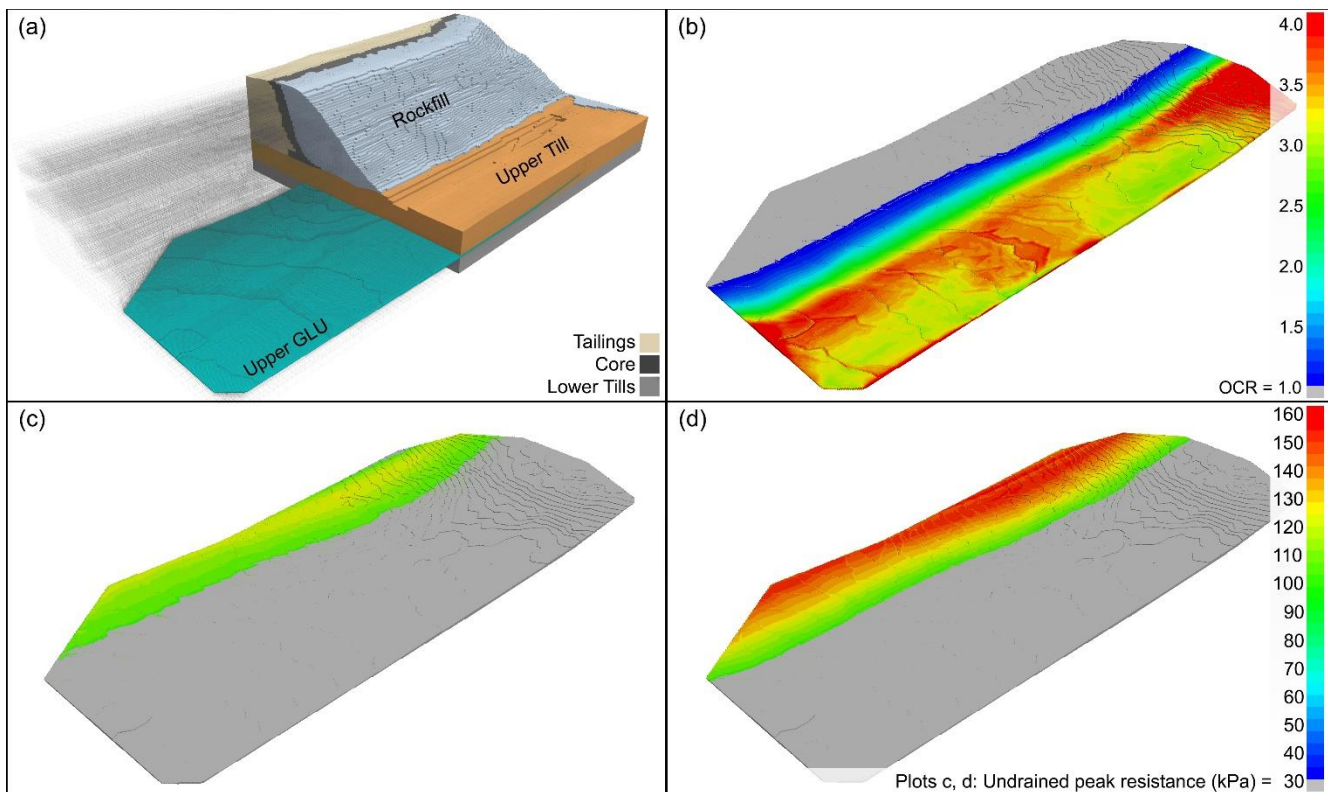 (a)
Rockfill
Upper Till
Upper GLU
Tailings
Core
Lower Tills
(b)
4.0
3.5
3.0
2.5
2.0
1.5
OCR = 1.0
(c)
(d)
160
150
140
130
120
110
100
90
80
70
60
50
40
Plots c, d: Undrained peak resistance (kPa) = 30